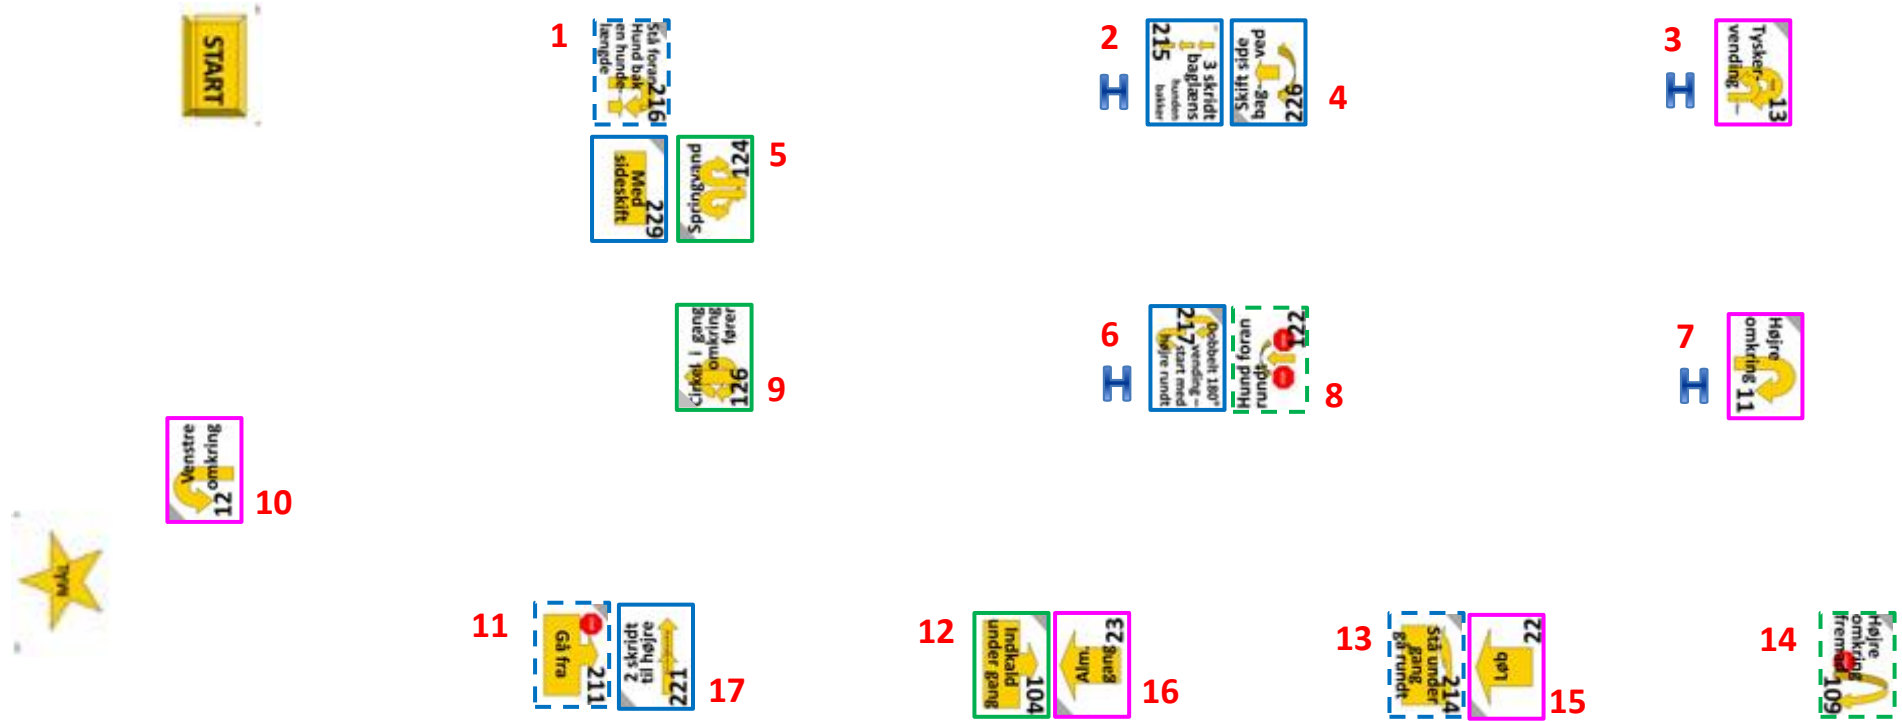 START
1
Stå foran
Hund bak
en hunde-
længde
216
2
H
3 skridt
baglæns
hunden
bakker
215
Skift side
bag-
ved
226
4
3
H
Tysker-
vending
13
Med
sideskift
229
Springvand
124
5
6
H
Dobbelt 180°
vending –
start med
højre rundt
217
Hund foran
rundt
122
8
7
H
Højre
omkring
11
Cirkel i gang
omkring
fører
126
9
Venstre
omkring
12
10
MÅL
11
Gå fra
211
2 skridt
til højre
221
17
12
Indkald
under gang
104
Alm.
gang
23
16
13
Stå under
gang
gå rundt
214
Løb
22
15
14
Højre
omkring
fremad
109